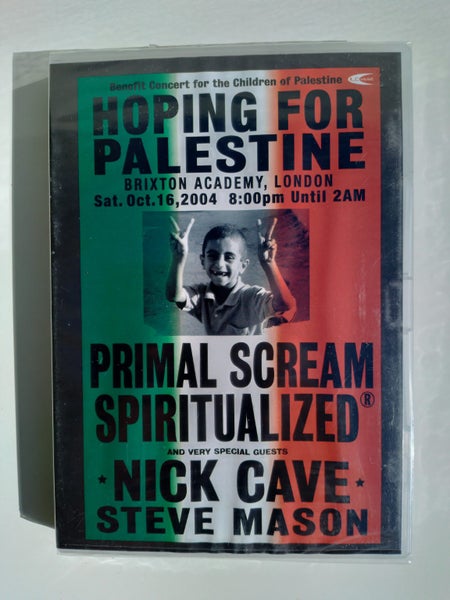 Benefit Concert for the Children of Palestine
HOPING FOR
PALESTINE
BRIXTON ACADEMY, LONDON
Sat. Oct.16,2004 8:00pm Until 2AM
PRIMAL SCREAM
SPIRITUALIZED®
AND VERY SPECIAL GUESTS
* NICK CAVE *
STEVE MASON